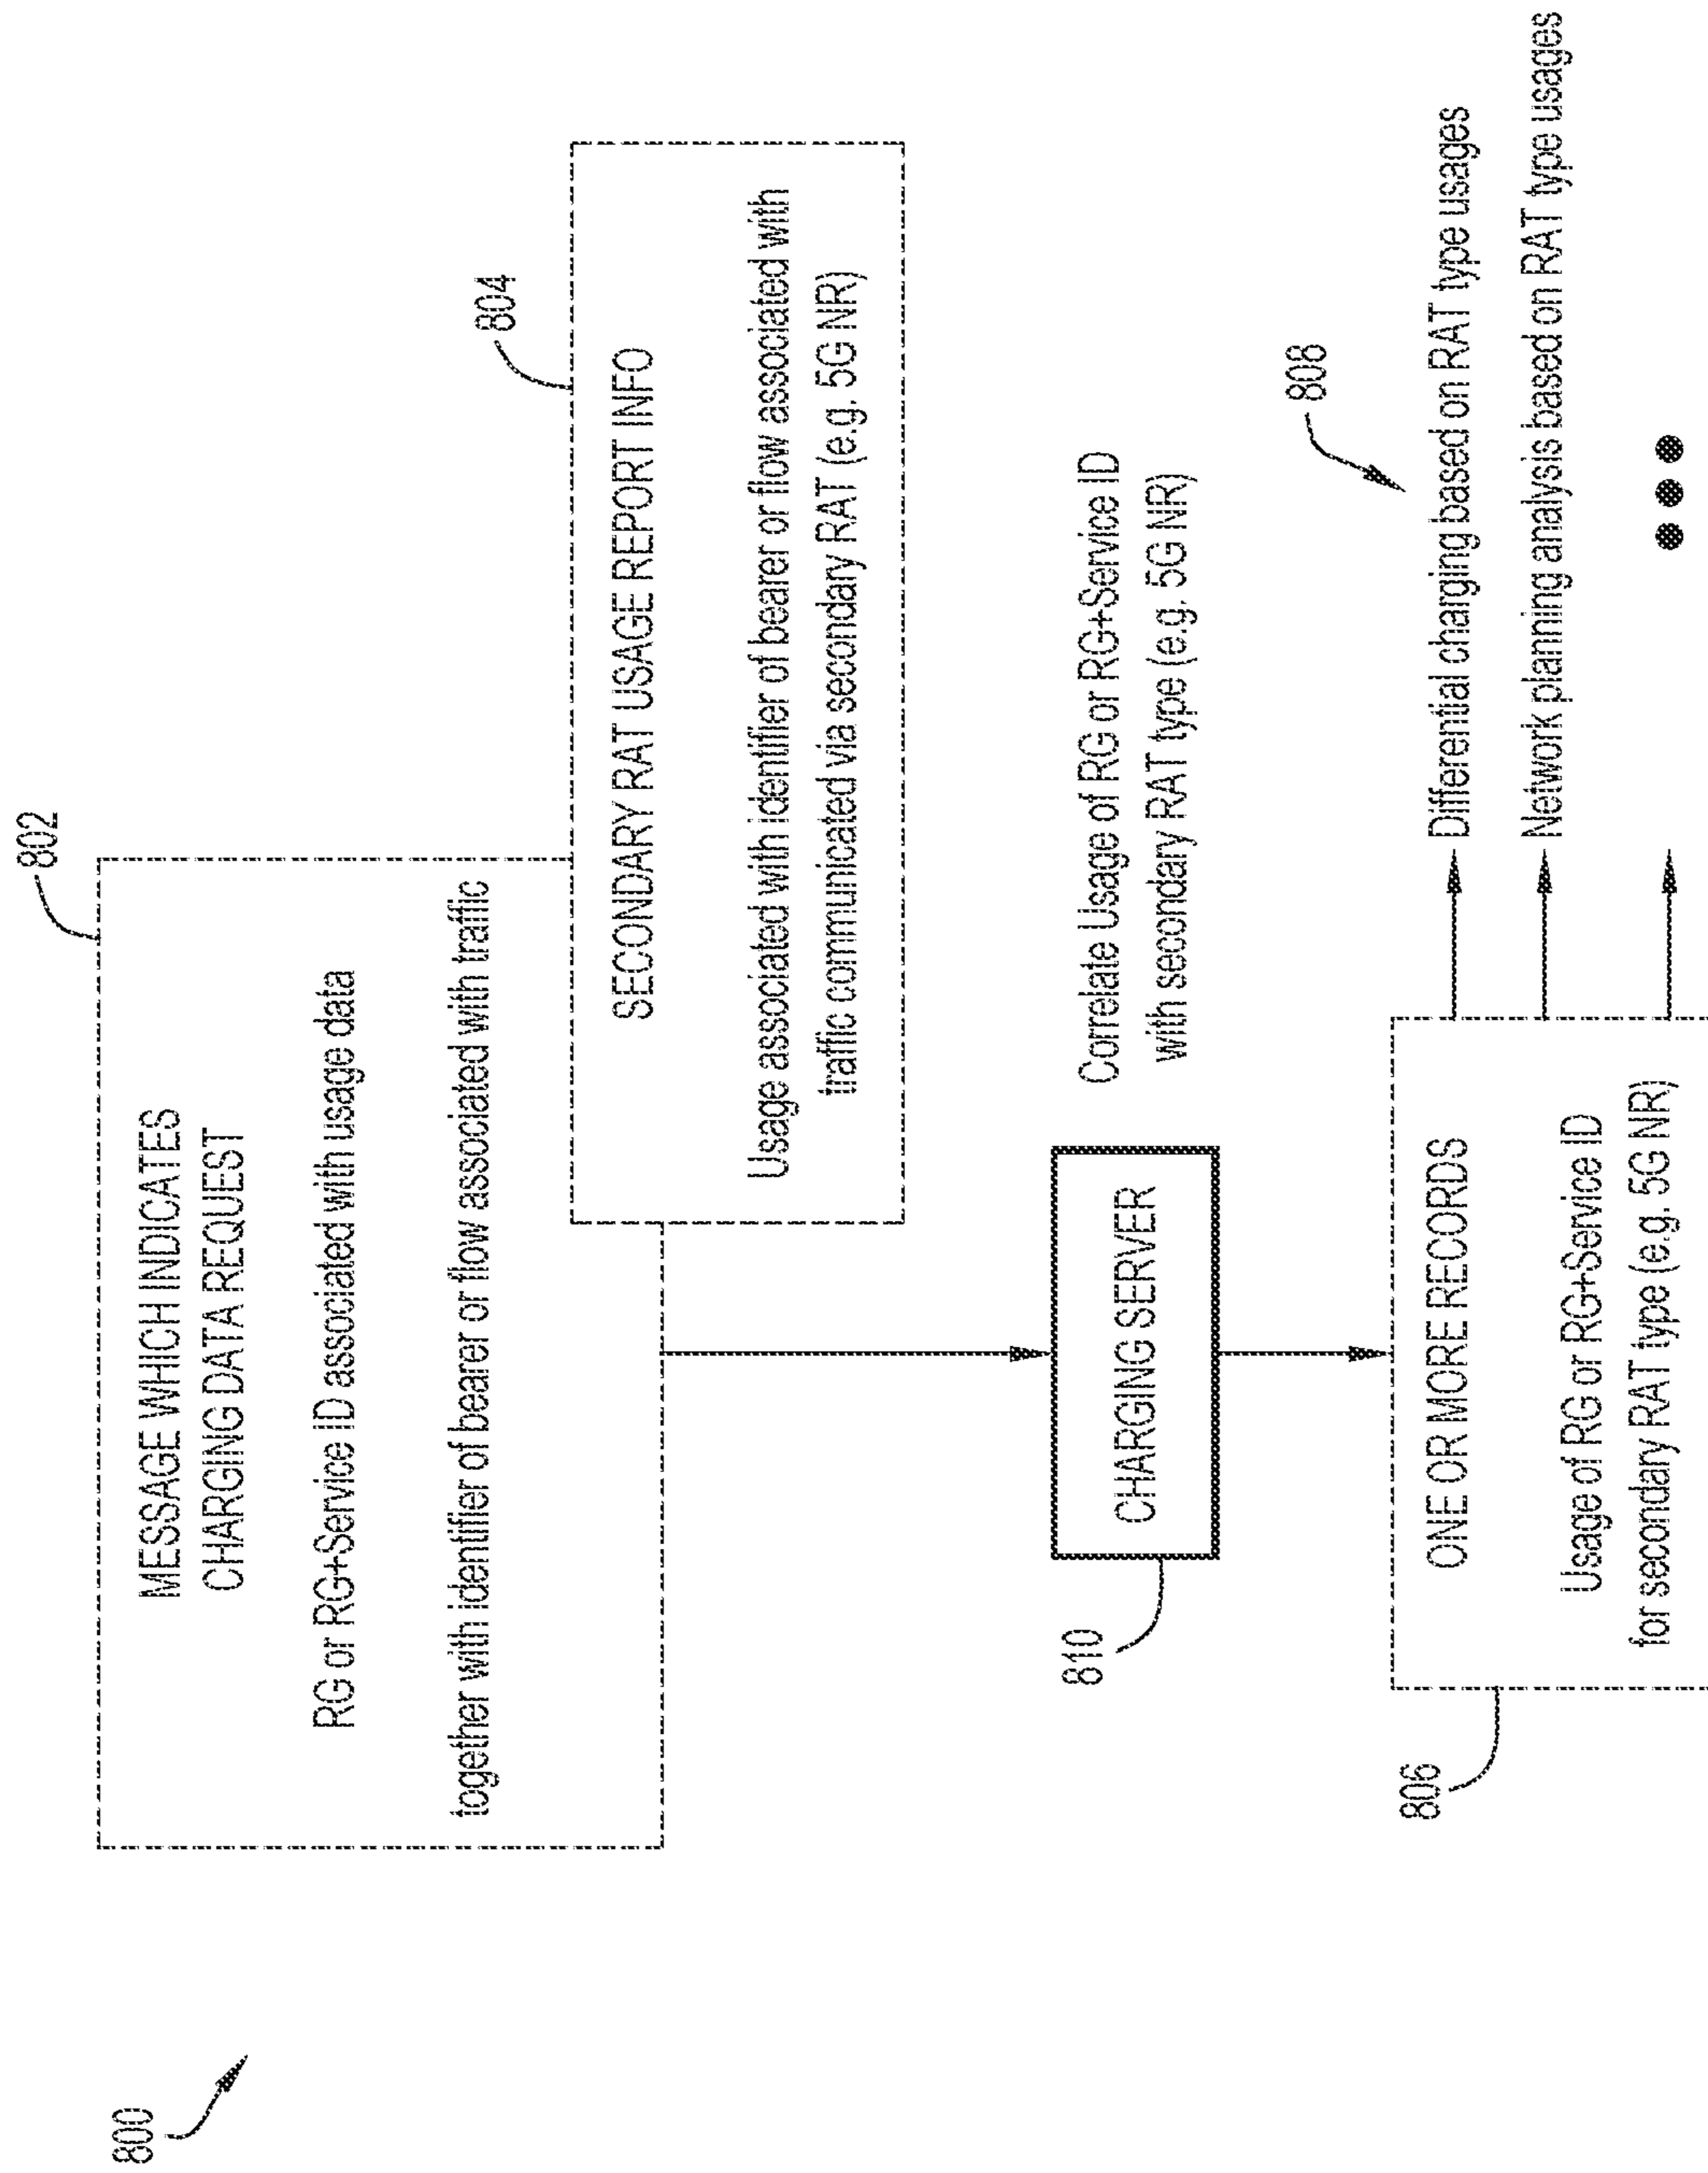 800
802
MESSAGE WHICH INDICATES
CHARGING DATA REQUEST
RG or RG+Service ID associated with usage data
together with identifier of bearer or flow associated with traffic
804
SECONDARY RAT USAGE REPORT INFO
Usage associated with identifier of bearer or flow associated with
traffic communicated via secondary RAT (e.g. 5G NR)
810
CHARGING SERVER
Correlate Usage of RG or RG+Service ID
with secondary RAT type (e.g. 5G NR)
806
ONE OR MORE RECORDS
Usage of RG or RG+Service ID
for secondary RAT type (e.g. 5G NR)
808
Differential charging based on RAT type usages
Network planning analysis based on RAT type usages